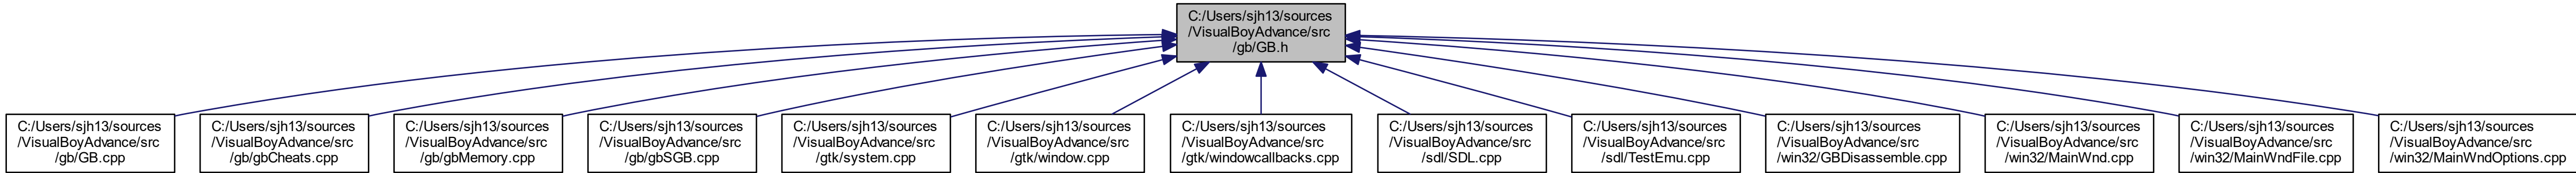 C:/Users/sjh13/sources
/VisualBoyAdvance/src
/gb/GB.h
C:/Users/sjh13/sources
/VisualBoyAdvance/src
/gb/GB.cpp
C:/Users/sjh13/sources
/VisualBoyAdvance/src
/gb/gbCheats.cpp
C:/Users/sjh13/sources
/VisualBoyAdvance/src
/gb/gbMemory.cpp
C:/Users/sjh13/sources
/VisualBoyAdvance/src
/gb/gbSGB.cpp
C:/Users/sjh13/sources
/VisualBoyAdvance/src
/gtk/system.cpp
C:/Users/sjh13/sources
/VisualBoyAdvance/src
/gtk/window.cpp
C:/Users/sjh13/sources
/VisualBoyAdvance/src
/gtk/windowcallbacks.cpp
C:/Users/sjh13/sources
/VisualBoyAdvance/src
/sdl/SDL.cpp
C:/Users/sjh13/sources
/VisualBoyAdvance/src
/sdl/TestEmu.cpp
C:/Users/sjh13/sources
/VisualBoyAdvance/src
/win32/GBDisassemble.cpp
C:/Users/sjh13/sources
/VisualBoyAdvance/src
/win32/MainWnd.cpp
C:/Users/sjh13/sources
/VisualBoyAdvance/src
/win32/MainWndFile.cpp
C:/Users/sjh13/sources
/VisualBoyAdvance/src
/win32/MainWndOptions.cpp